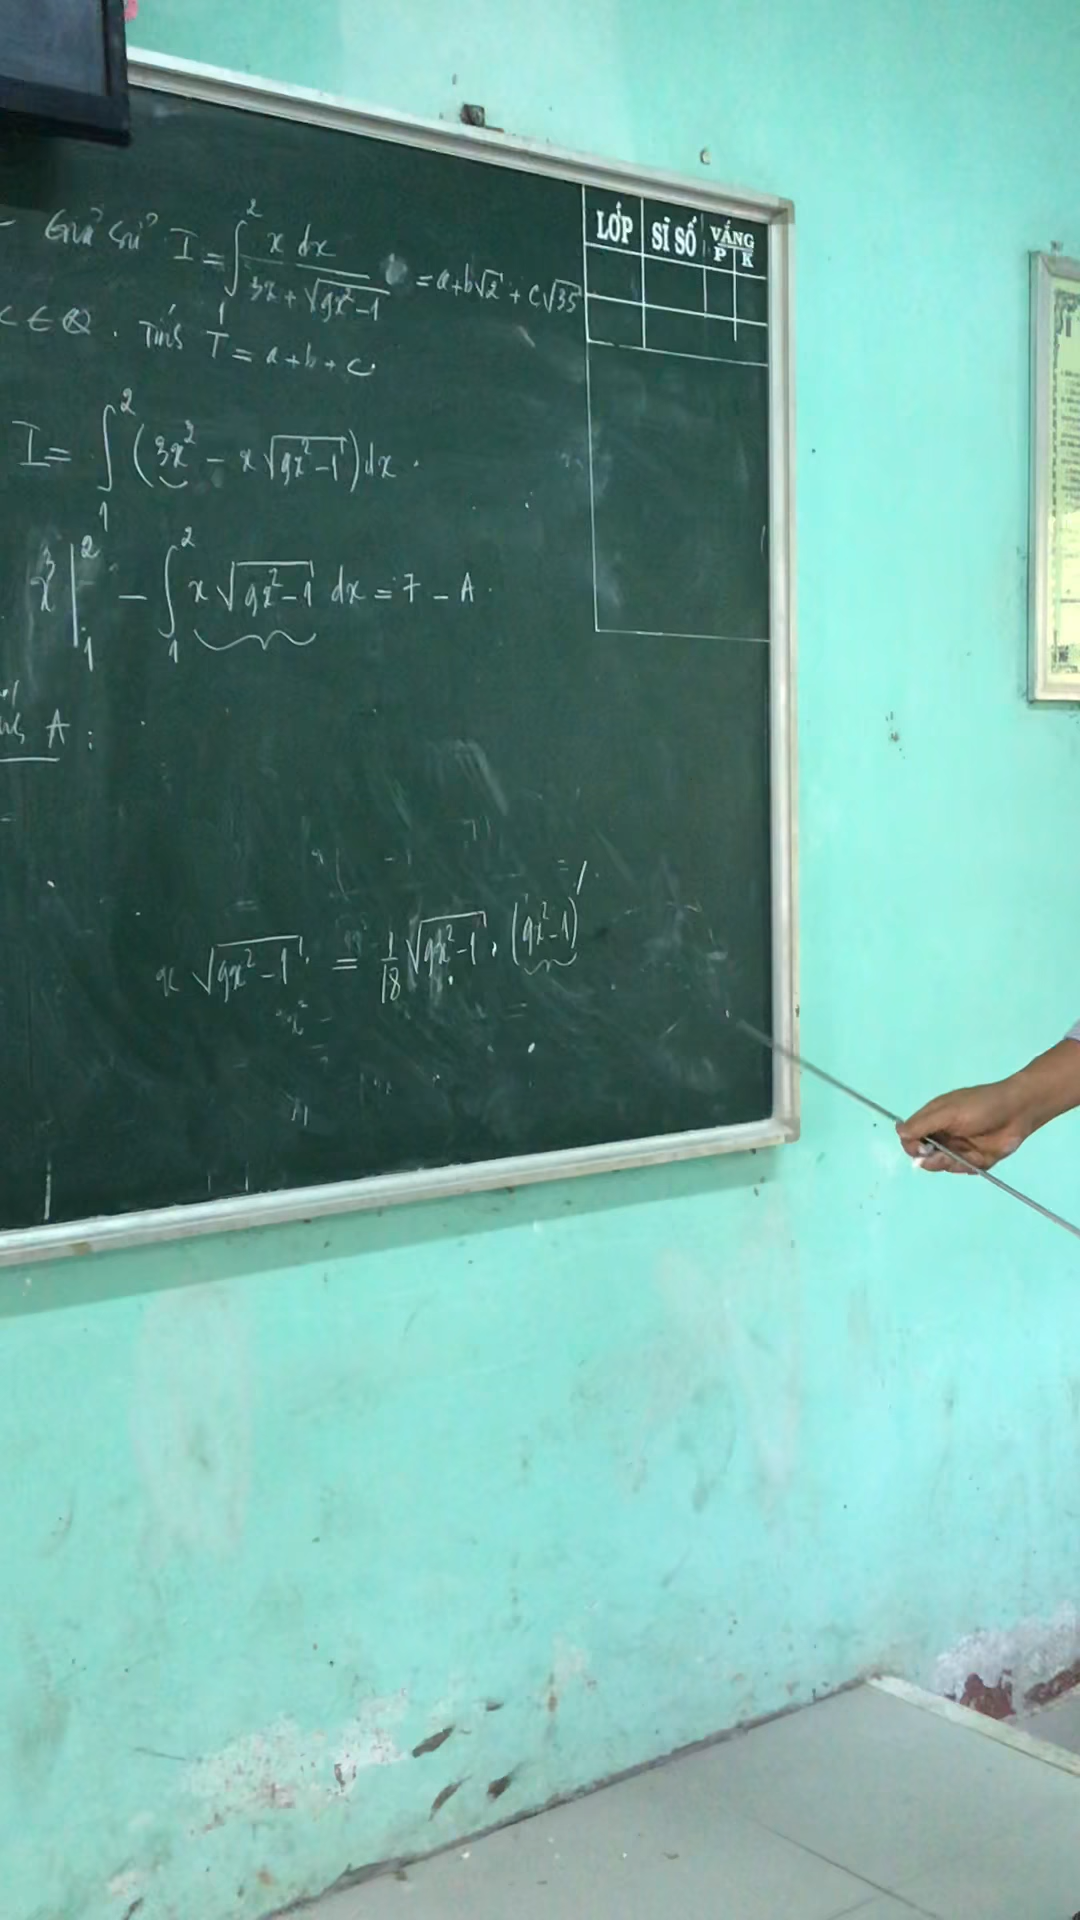 Giả sử I = ∫₁² x dx / (3x + √(9x²-1)) = a+b√2 + c√35
c ∈ Q. Tính T = a + b + c.
I = ∫₁² (3x² - x√(9x²-1)) dx.
x³|₁² - ∫₁² x√(9x²-1) dx = 7 - A.
A :
x√(9x²-1) = 1/18 √(9x²-1) . (9x²-1)'
LỚP SĨ SỐ VẮNG
P K